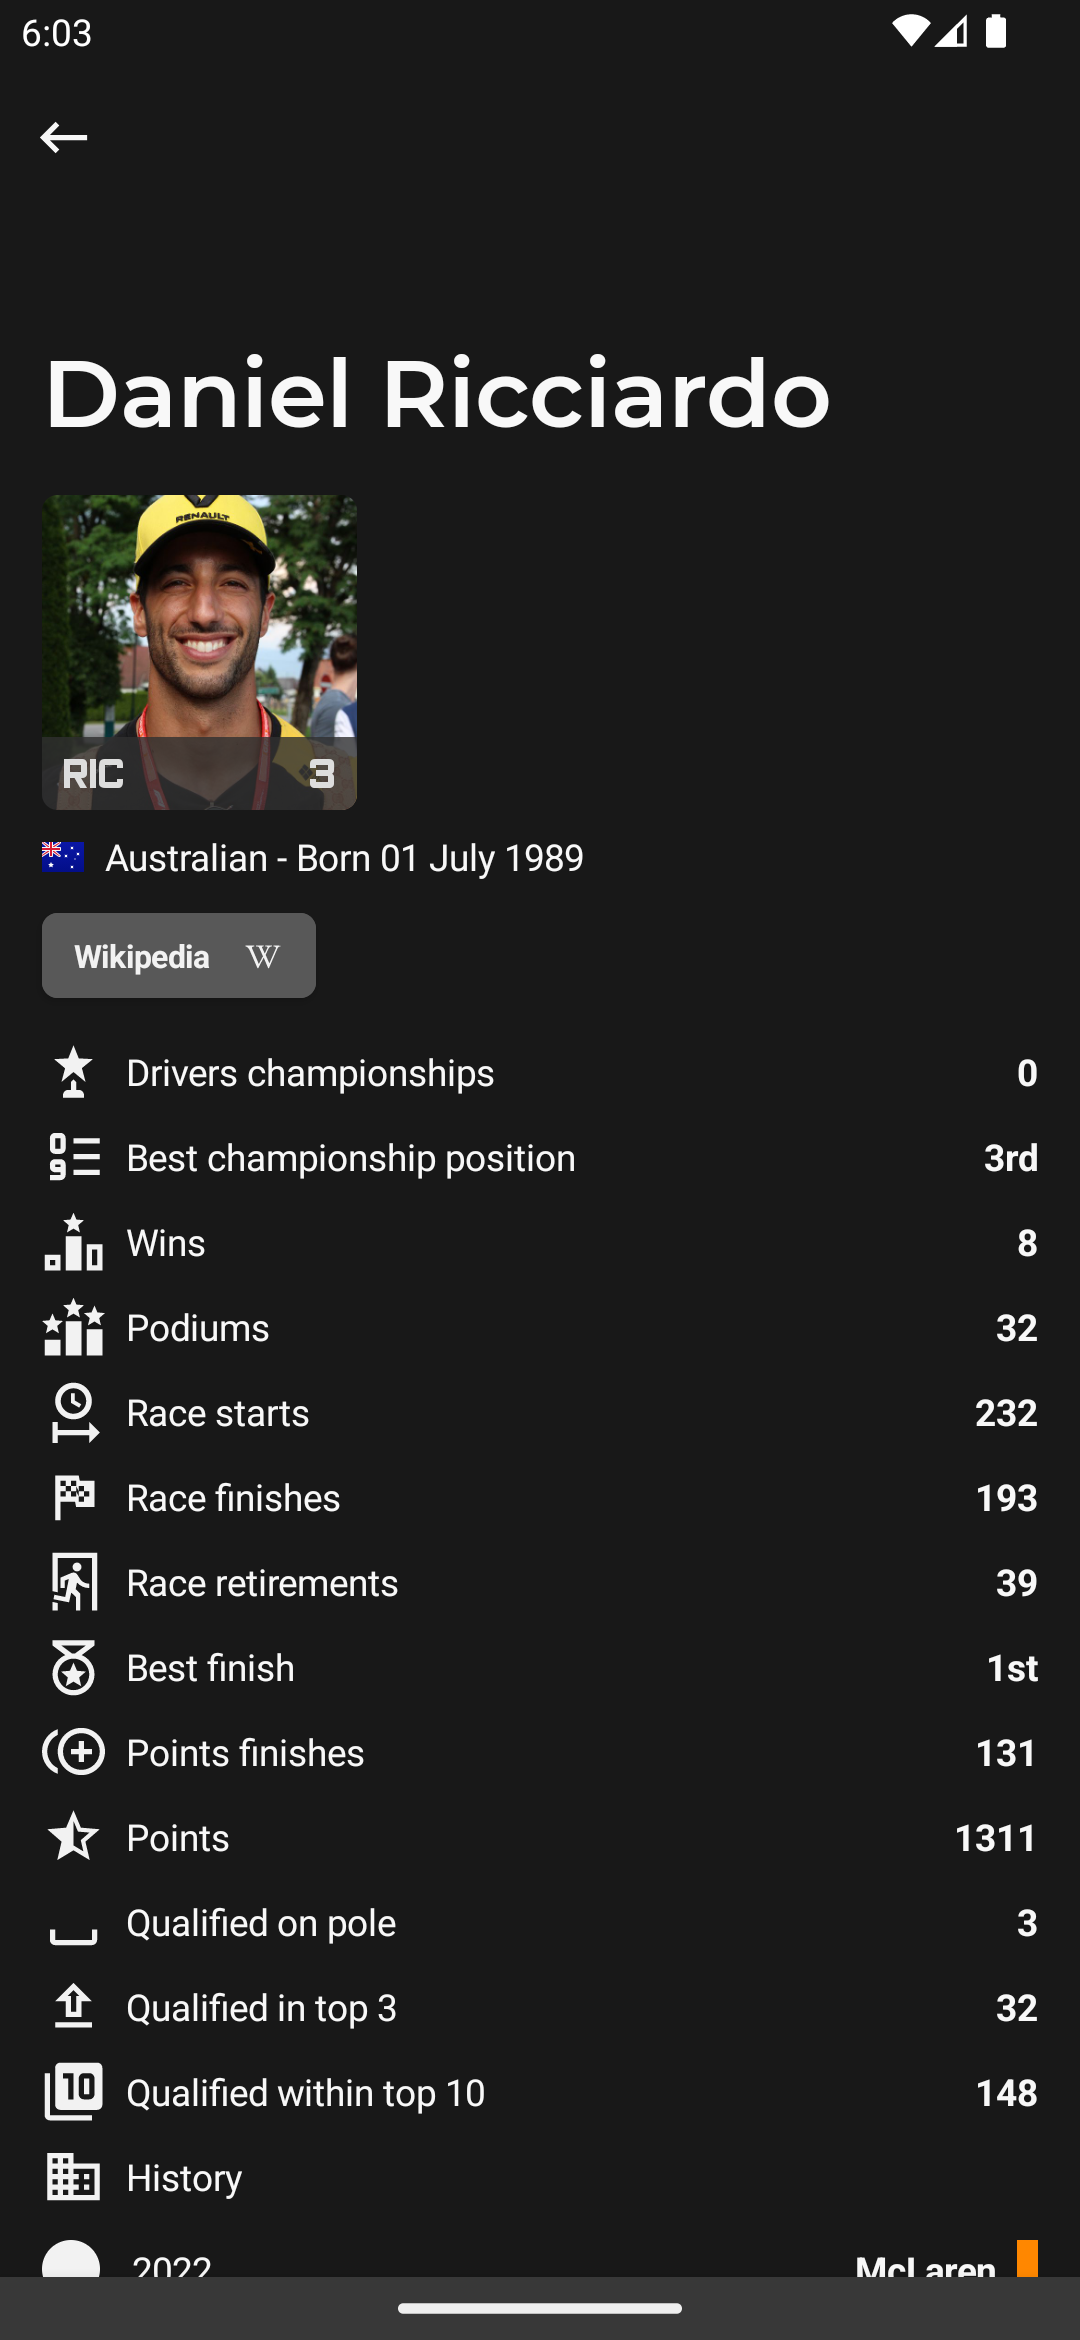 6:03
Daniel Ricciardo
RENAULT
RIC 3
Australian - Born 01 July 1989
Wikipedia W
Drivers championships 0
09 Best championship position 3rd
Wins 8
Podiums 32
Race starts 232
Race finishes 193
Race retirements 39
Best finish 1st
Points finishes 131
Points 1311
Qualified on pole 3
Qualified in top 3 32
10 Qualified within top 10 148
History
2022 McLaren